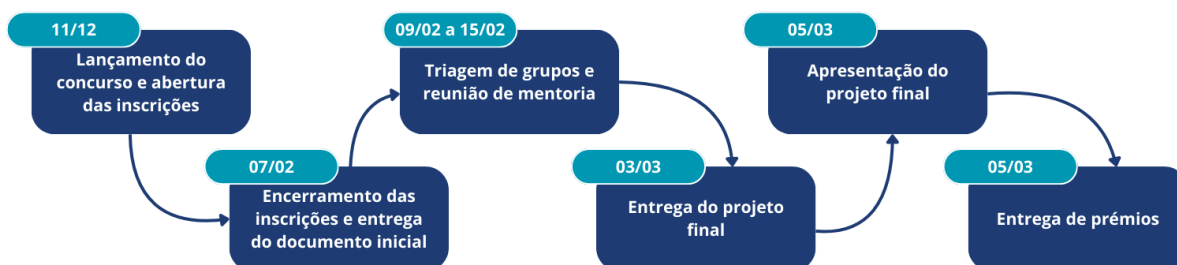 11/12
Lançamento do
concurso e abertura
das inscrições
07/02
Encerramento das
inscrições e entrega
do documento inicial
09/02 a 15/02
Triagem de grupos e
reunião de mentoria
03/03
Entrega do projeto
final
05/03
Apresentação do
projeto final
05/03
Entrega de prémios